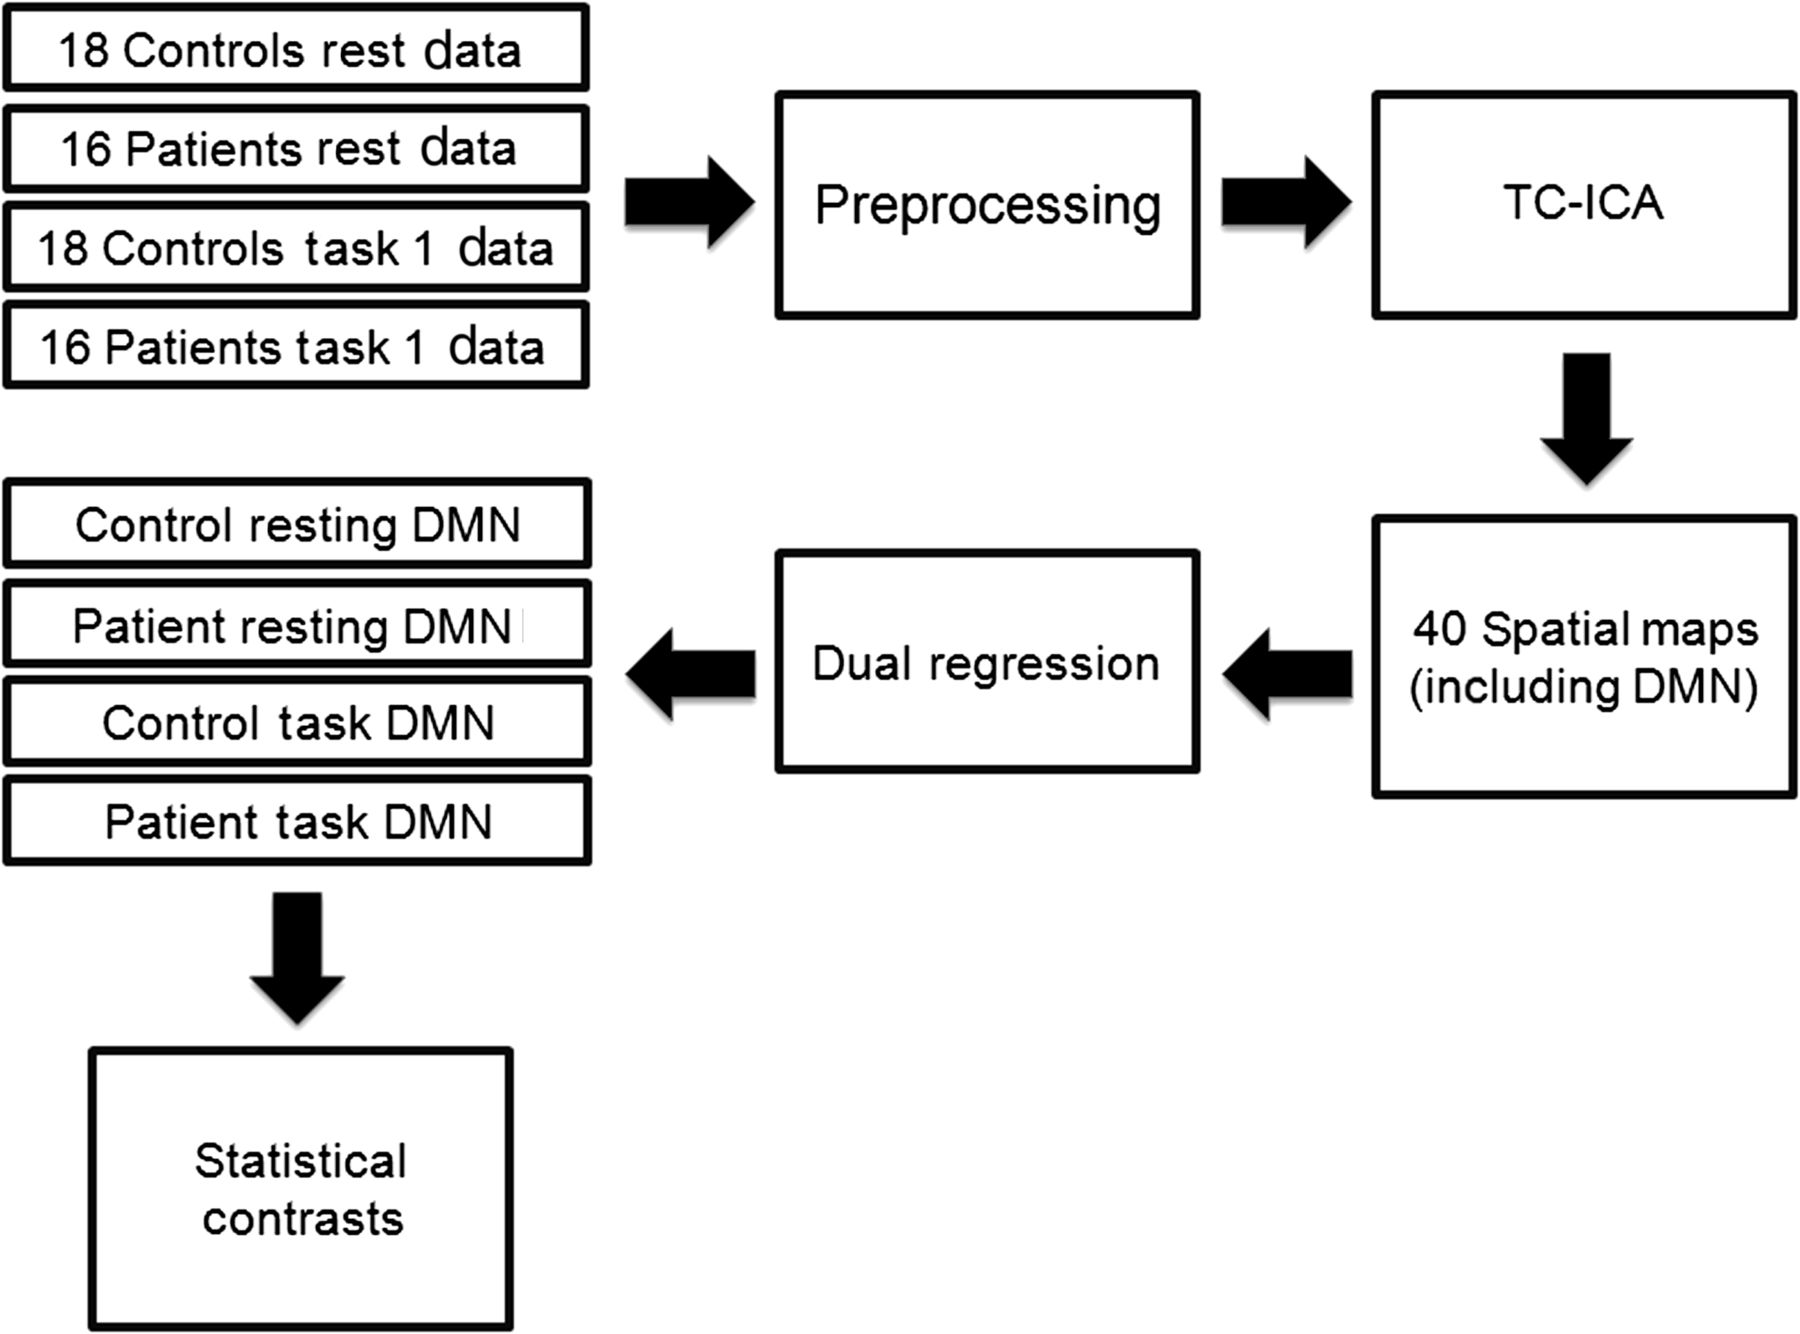 18 Controls rest data
16 Patients rest data
18 Controls task 1 data
16 Patients task 1 data
Preprocessing
TC-ICA
40 Spatial maps
(including DMN)
Dual regression
Control resting DMN
Patient resting DMN
Control task DMN
Patient task DMN
Statistical
contrasts